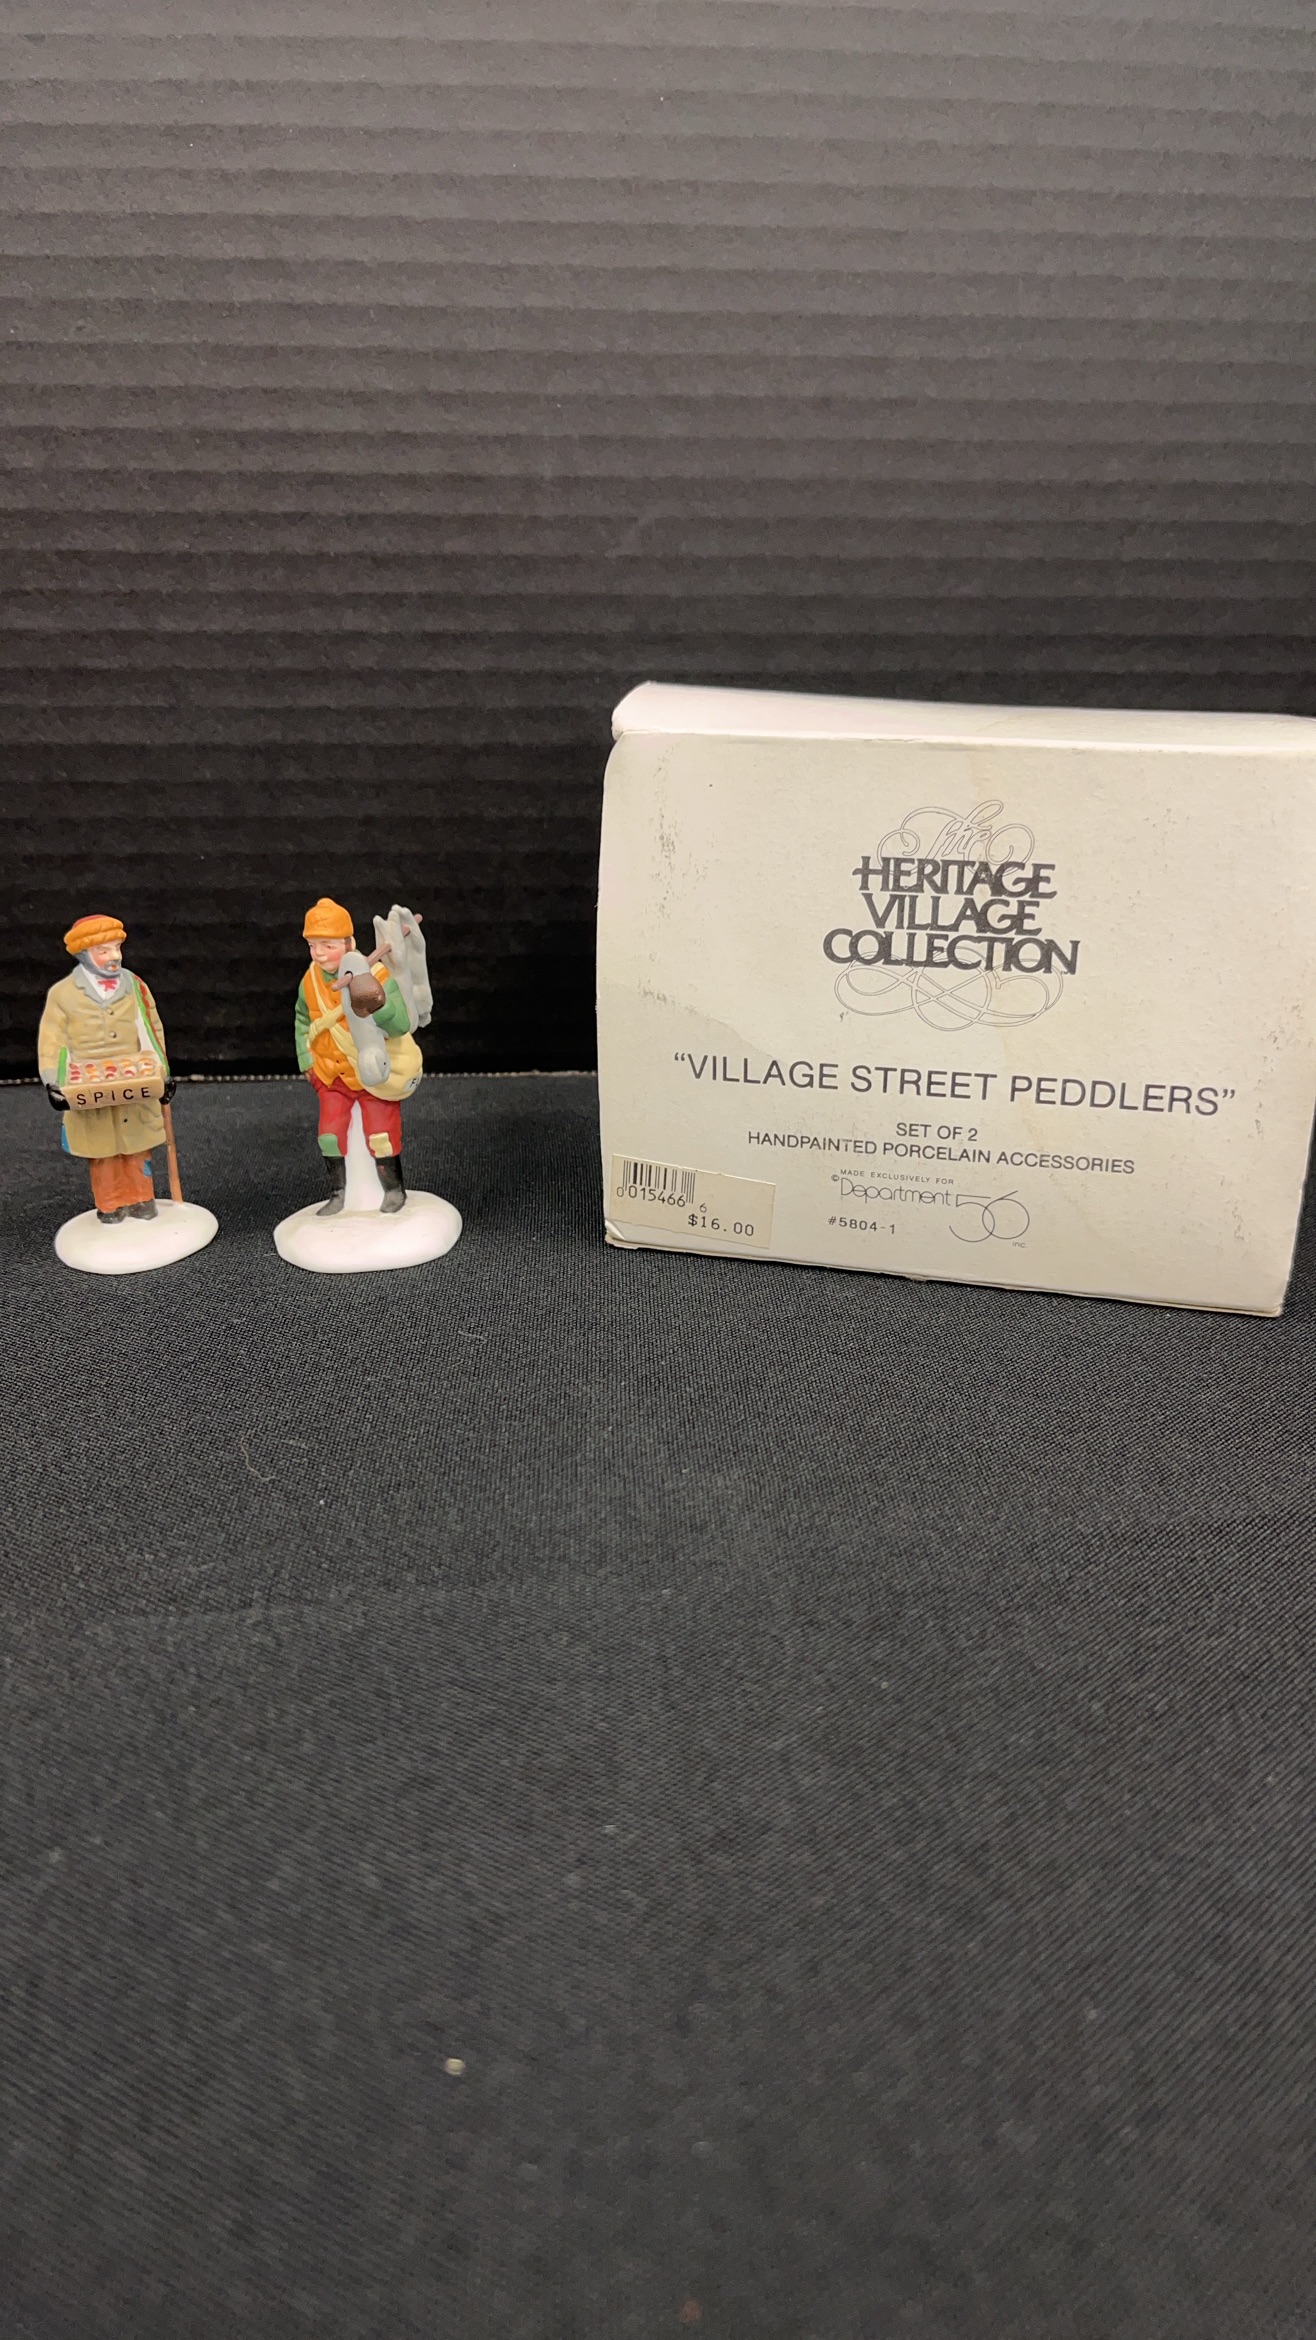 SPICE
The
HERITAGE
VILLAGE
COLLECTION
"VILLAGE STREET PEDDLERS"
SET OF 2
HANDPAINTED PORCELAIN ACCESSORIES
MADE EXCLUSIVELY FOR
©Department 56 inc.
#5804-1
0015466 6
$16.00